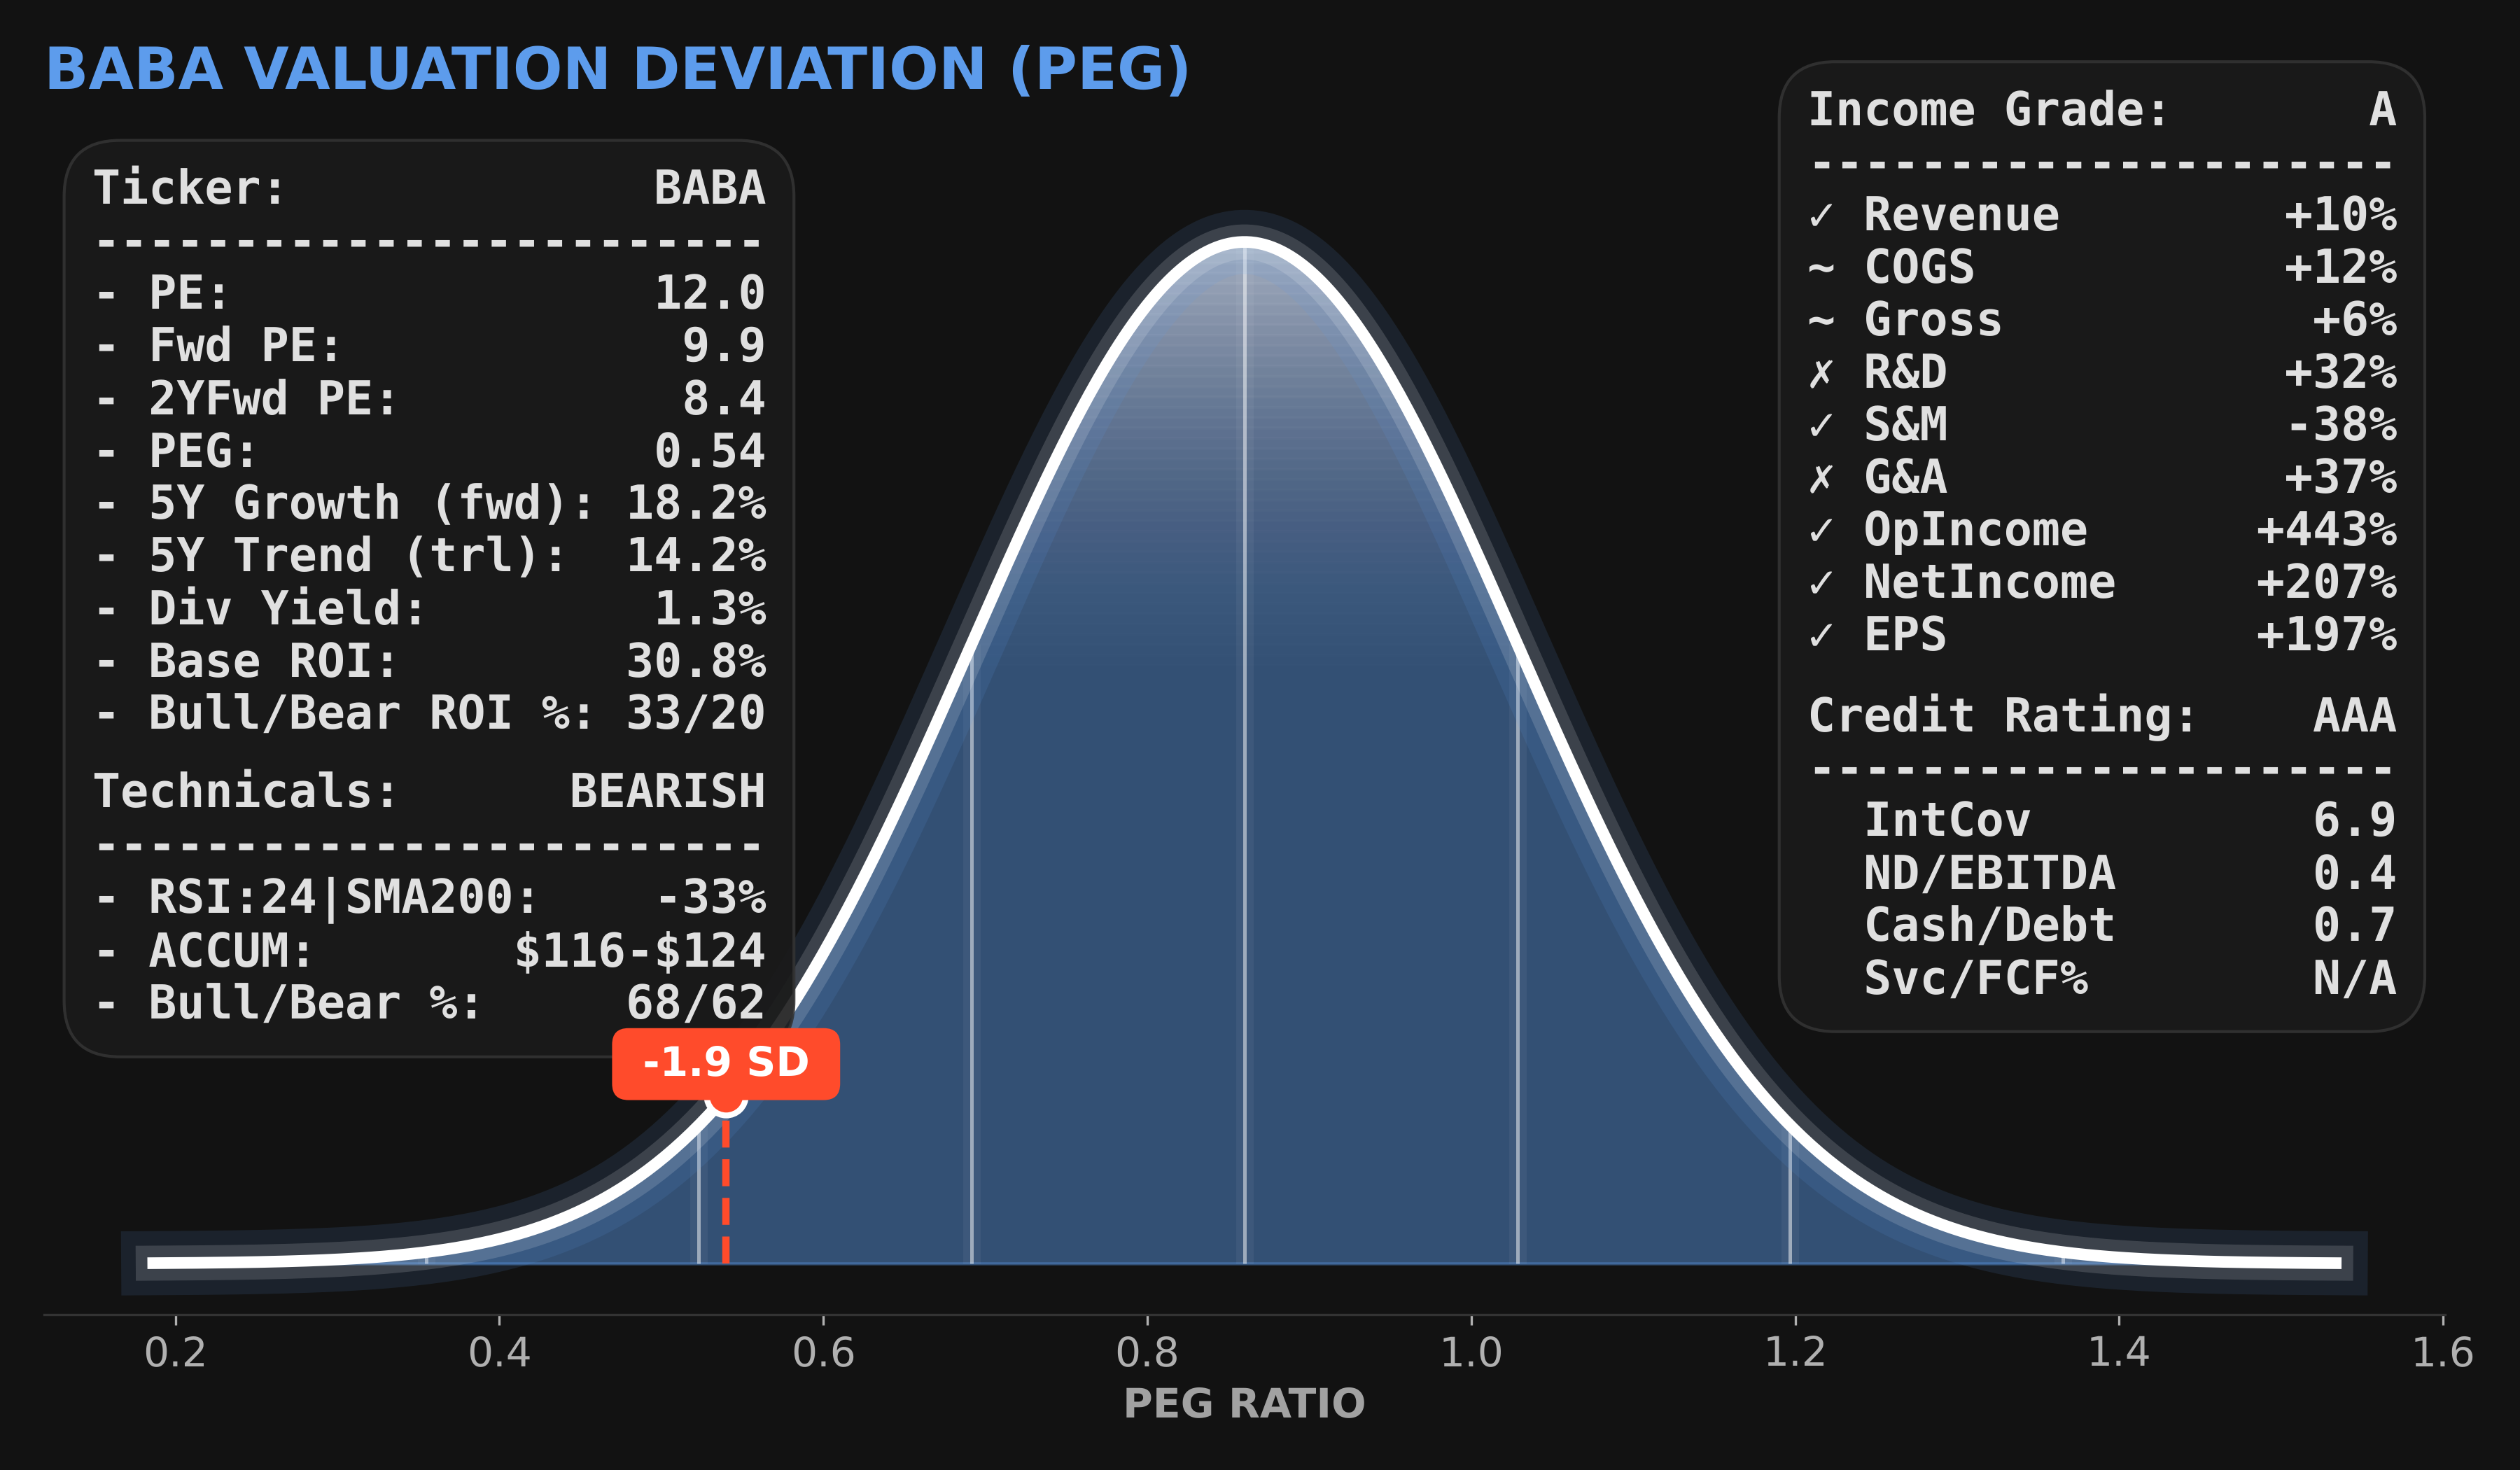 BABA VALUATION DEVIATION (PEG)
Ticker: BABA
------------------------
- PE: 12.0
- Fwd PE: 9.9
- 2YFwd PE: 8.4
- PEG: 0.54
- 5Y Growth (fwd): 18.2%
- 5Y Trend (trl): 14.2%
- Div Yield: 1.3%
- Base ROI: 30.8%
- Bull/Bear ROI %: 33/20
Technicals: BEARISH
------------------------
- RSI:24|SMA200: -33%
- ACCUM: $116-$124
- Bull/Bear %: 68/62
-1.9 SD
Income Grade: A
---------------------
✓ Revenue +10%
~ COGS +12%
~ Gross +6%
✗ R&D +32%
✓ S&M -38%
✗ G&A +37%
✓ OpIncome +443%
✓ NetIncome +207%
✓ EPS +197%
Credit Rating: AAA
---------------------
IntCov 6.9
ND/EBITDA 0.4
Cash/Debt 0.7
Svc/FCF% N/A
0.2 0.4 0.6 0.8 1.0 1.2 1.4 1.6
PEG RATIO